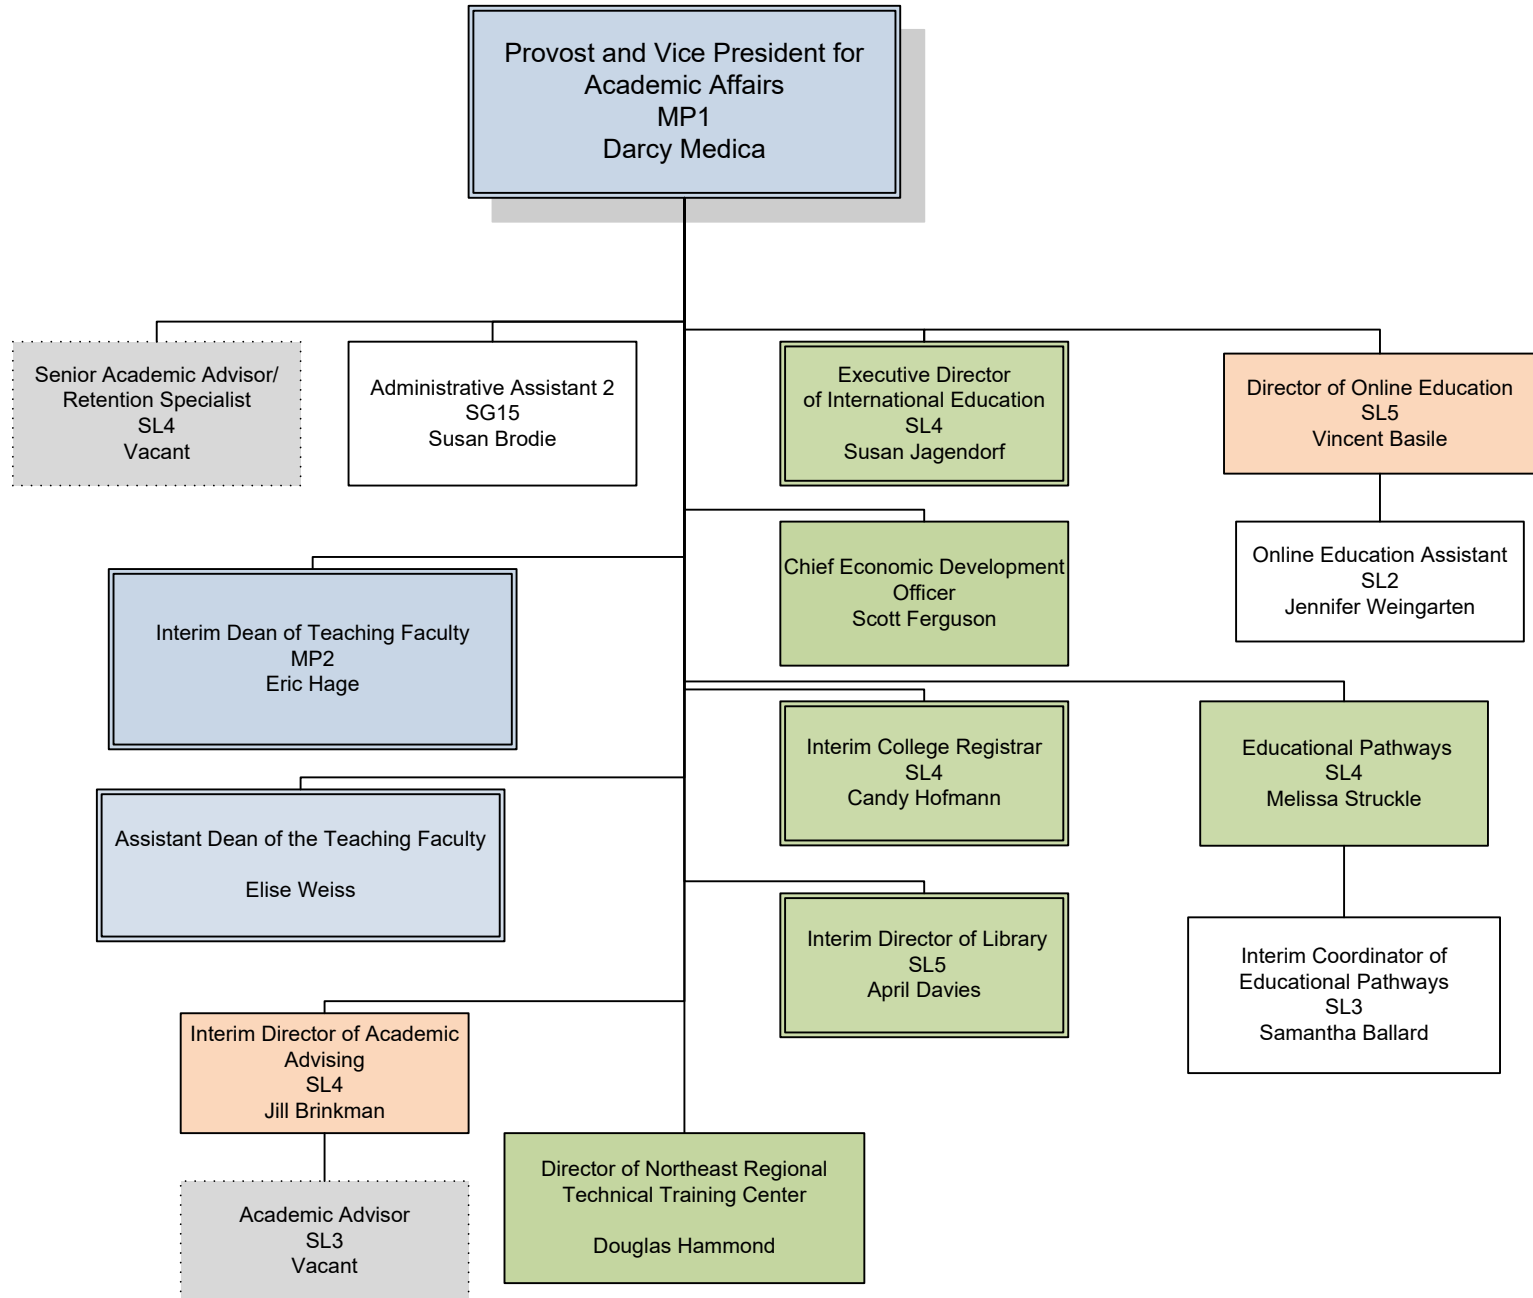 Provost and Vice President for
Academic Affairs
MP1
Darcy Medica
Senior Academic Advisor/
Retention Specialist
SL4
Vacant
Administrative Assistant 2
SG15
Susan Brodie
Executive Director
of International Education
SL4
Susan Jagendorf
Director of Online Education
SL5
Vincent Basile
Chief Economic Development
Officer
Scott Ferguson
Online Education Assistant
SL2
Jennifer Weingarten
Interim Dean of Teaching Faculty
MP2
Eric Hage
Interim College Registrar
SL4
Candy Hofmann
Educational Pathways
SL4
Melissa Struckle
Assistant Dean of the Teaching Faculty
Elise Weiss
Interim Director of Library
SL5
April Davies
Interim Coordinator of
Educational Pathways
SL3
Samantha Ballard
Interim Director of Academic
Advising
SL4
Jill Brinkman
Director of Northeast Regional
Technical Training Center
Douglas Hammond
Academic Advisor
SL3
Vacant